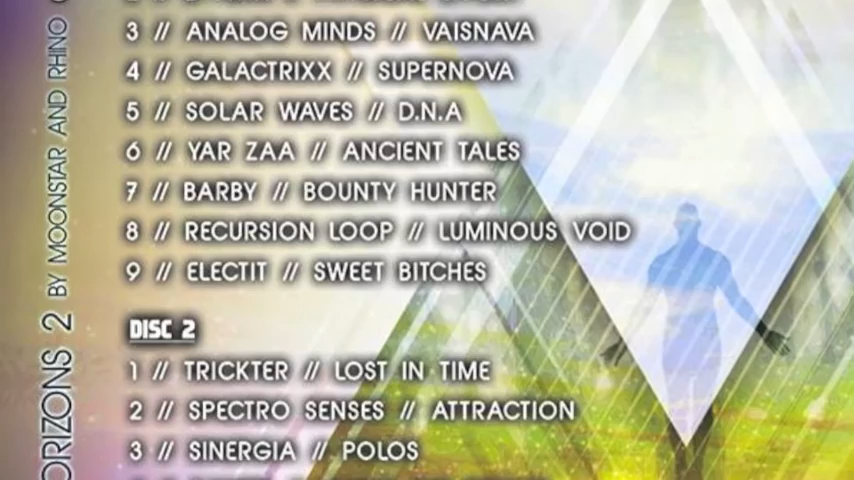 3 // ANALOG MINDS // VAISNAVA
4 // GALACTRIXX // SUPERNOVA
5 // SOLAR WAVES // D.N.A
6 // YAR ZAA // ANCIENT TALES
7 // BARBY // BOUNTY HUNTER
8 // RECURSION LOOP // LUMINOUS VOID
9 // ELECTIT // SWEET BITCHES
DISC 2
1 // TRICKTER // LOST IN TIME
2 // SPECTRO SENSES // ATTRACTION
3 // SINERGIA // POLOS
ORIZONS 2 BY MOONSTAR AND RHINO